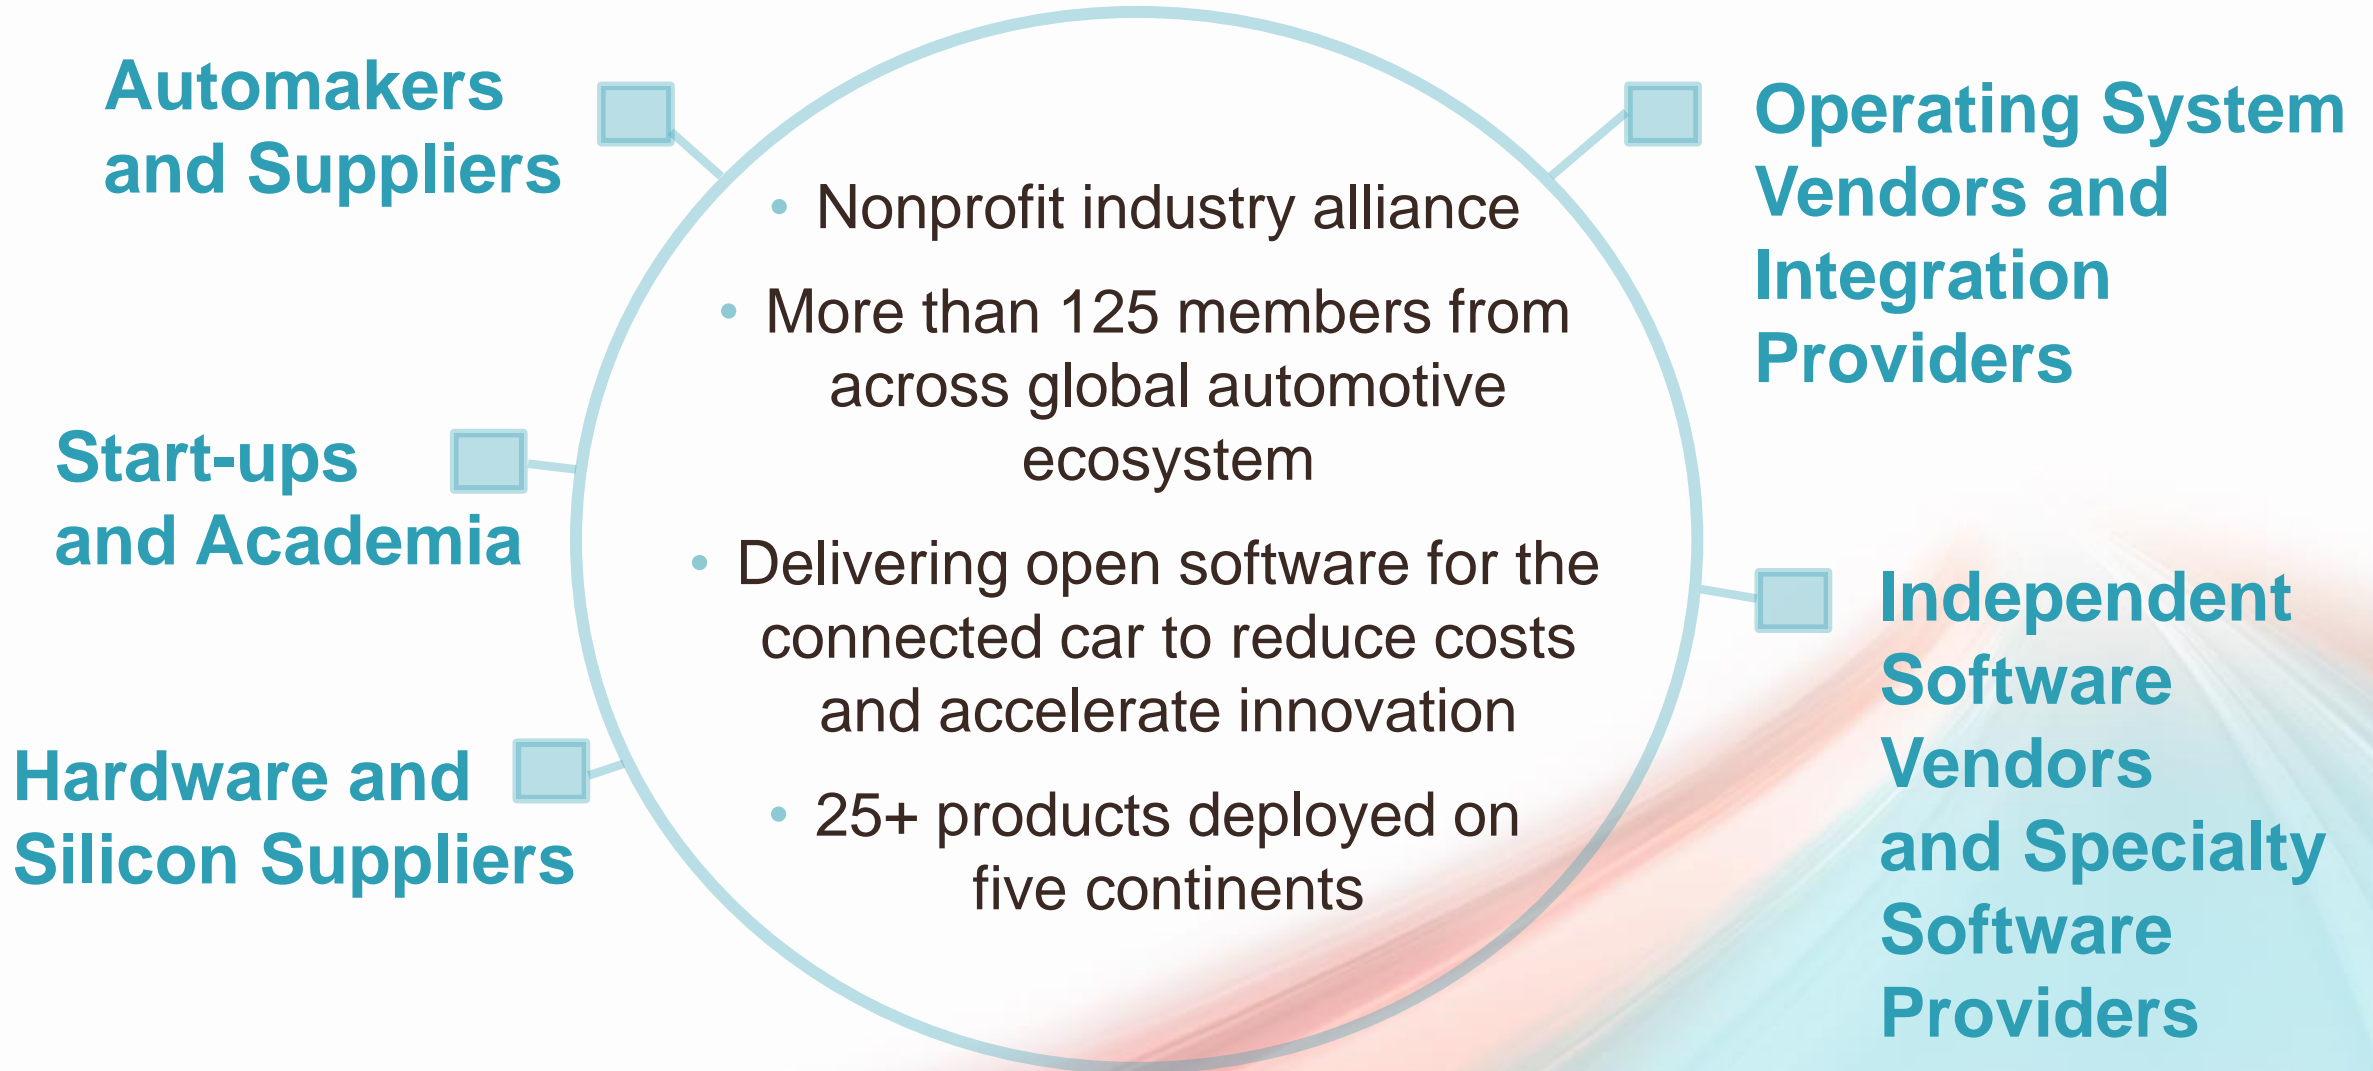 Automakers
and Suppliers
Start-ups
and Academia
Hardware and
Silicon Suppliers
• Nonprofit industry alliance
• More than 125 members from
across global automotive
ecosystem
• Delivering open software for the
connected car to reduce costs
and accelerate innovation
• 25+ products deployed on
five continents
Operating System
Vendors and
Integration
Providers
Independent
Software
Vendors
and Specialty
Software
Providers